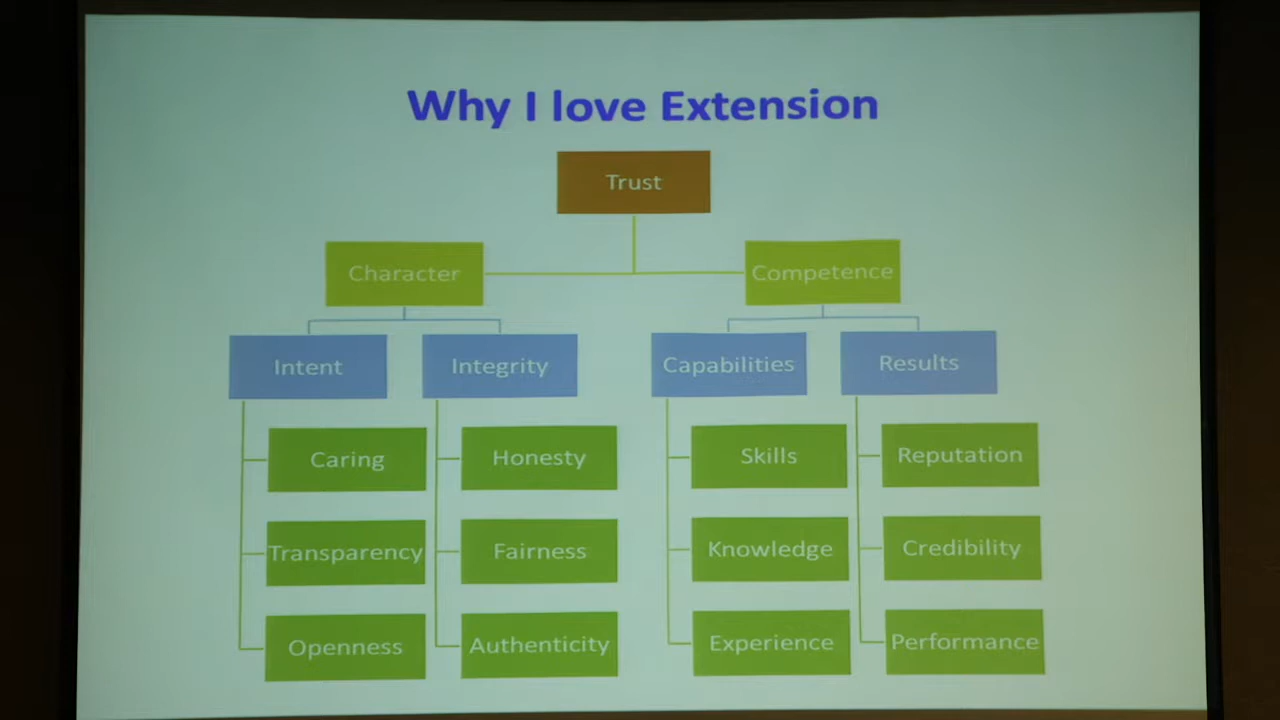 Why I love Extension
Trust
Character
Competence
Intent
Integrity
Capabilities
Results
Caring
Honesty
Skills
Reputation
Transparency
Fairness
Knowledge
Credibility
Openness
Authenticity
Experience
Performance